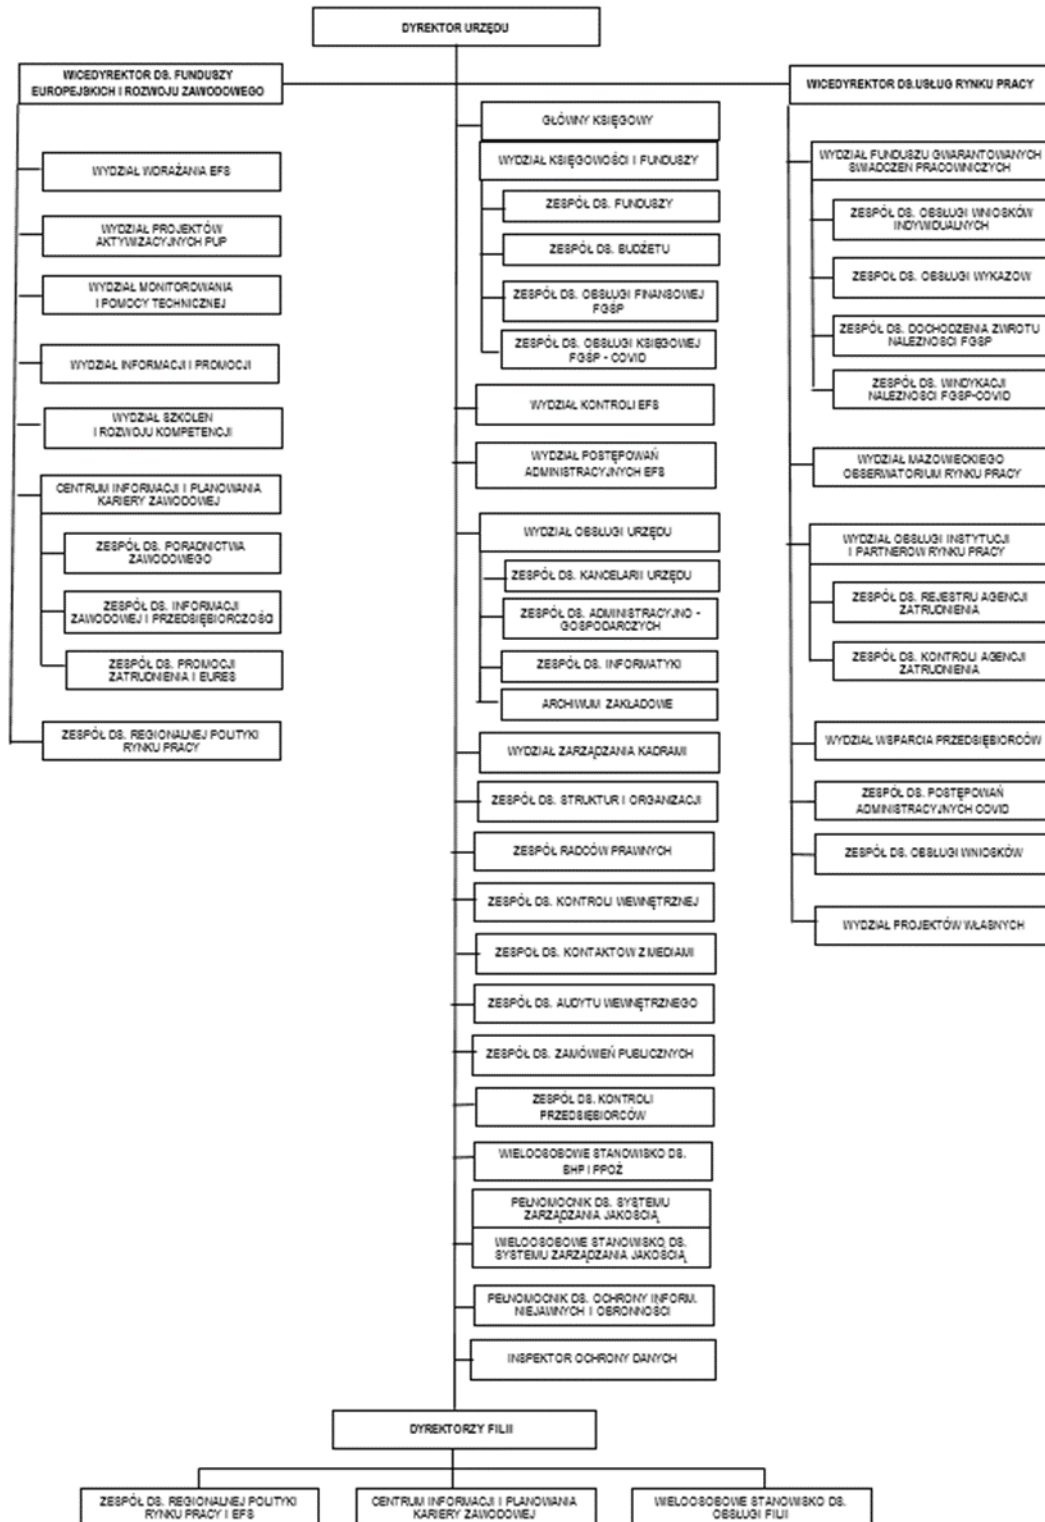 DYREKTOR URZĘDU
WICEDYREKTOR DS. FUNDUSZY
EUROPEJSKICH I ROZWOJU ZAWODOWEGO
WYDZIAŁ WDRAŻANIA EFS
WYDZIAŁ PROJEKTÓW
AKTYWIZACYJNYCH PUP
WYDZIAŁ MONITOROWANIA
I POMOCY TECHNICZNEJ
WYDZIAŁ INFORMACJI I PROMOCJI
WYDZIAŁ SZKOLEŃ
I ROZWOJU KOMPETENCJI
CENTRUM INFORMACJI I PLANOWANIA
KARIERY ZAWODOWEJ
ZESPÓŁ DS. PORADNICTWA
ZAWODOWEGO
ZESPÓŁ DS. INFORMACJI
ZAWODOWEJ I PRZEDSIĘBIORCZOŚCI
ZESPÓŁ DS. PROMOCJI
ZATRUDNIENIA I EURES
ZESPÓŁ DS. REGIONALNEJ POLITYKI
RYNKU PRACY
GŁÓWNY KSIĘGOWY
WYDZIAŁ KSIĘGOWOŚCI I FUNDUSZY
ZESPÓŁ DS. FUNDUSZY
ZESPÓŁ DS. BUDŻETU
ZESPÓŁ DS. OBSŁUGI FINANSOWEJ
FGŚP
ZESPÓŁ DS. OBSŁUGI KSIĘGOWEJ
FGŚP - COVID
WYDZIAŁ KONTROLI EFS
WYDZIAŁ POSTĘPOWAŃ
ADMINISTRACYJNYCH EFS
WYDZIAŁ OBSŁUGI URZĘDU
ZESPÓŁ DS. KANCELARII URZĘDU
ZESPÓŁ DS. ADMINISTRACYJNO -
GOSPODARCZYCH
ZESPÓŁ DS. INFORMATYKI
ARCHIWUM ZAKŁADOWE
WYDZIAŁ ZARZĄDZANIA KADRAMI
ZESPÓŁ DS. STRUKTUR I ORGANIZACJI
ZESPÓŁ RADCÓW PRAWNYCH
ZESPÓŁ DS. KONTROLI WEWNĘTRZNEJ
ZESPÓŁ DS. KONTAKTÓW Z MEDIAMI
ZESPÓŁ DS. AUDYTU WEWNĘTRZNEGO
ZESPÓŁ DS. ZAMÓWIEŃ PUBLICZNYCH
ZESPÓŁ DS. KONTROLI
PRZEDSIĘBIORCÓW
WIELOOSOBOWE STANOWISKO DS.
BHP I PPOŻ
PEŁNOMOCNIK DS. SYSTEMU
ZARZĄDZANIA JAKOŚCIĄ
WIELOOSOBOWE STANOWISKO DS.
SYSTEMU ZARZĄDZANIA JAKOŚCIĄ
PEŁNOMOCNIK DS. OCHRONY INFORM.
NIEJAWNYCH I OBRONNOŚCI
INSPEKTOR OCHRONY DANYCH
WICEDYREKTOR DS.USŁUG RYNKU PRACY
WYDZIAŁ FUNDUSZU GWARANTOWANYCH
ŚWIADCZEŃ PRACOWNICZYCH
ZESPÓŁ DS. OBSŁUGI WNIOSKÓW
INDYWIDUALNYCH
ZESPÓŁ DS. OBSŁUGI WYKAZÓW
ZESPÓŁ DS. DOCHODZENIA ZWROTU
NALEŻNOŚCI FGŚP
ZESPÓŁ DS. WINDYKACJI
NALEŻNOŚCI FGŚP-COVID
WYDZIAŁ MAZOWIECKIEGO
OBSERWATORIUM RYNKU PRACY
WYDZIAŁ OBSŁUGI INSTYTUCJI
I PARTNERÓW RYNKU PRACY
ZESPÓŁ DS. REJESTRU AGENCJI
ZATRUDNIENIA
ZESPÓŁ DS. KONTROLI AGENCJI
ZATRUDNIENIA
WYDZIAŁ WSPARCIA PRZEDSIĘBIORCÓW
ZESPÓŁ DS. POSTĘPOWAŃ
ADMINISTRACYJNYCH COVID
ZESPÓŁ DS. OBSŁUGI WNIOSKÓW
WYDZIAŁ PROJEKTÓW WŁASNYCH
DYREKTORZY FILII
ZESPÓŁ DS. REGIONALNEJ POLITYKI
RYNKU PRACY I EFS
CENTRUM INFORMACJI I PLANOWANIA
KARIERY ZAWODOWEJ
WIELOOSOBOWE STANOWISKO DS.
OBSŁUGI FILII